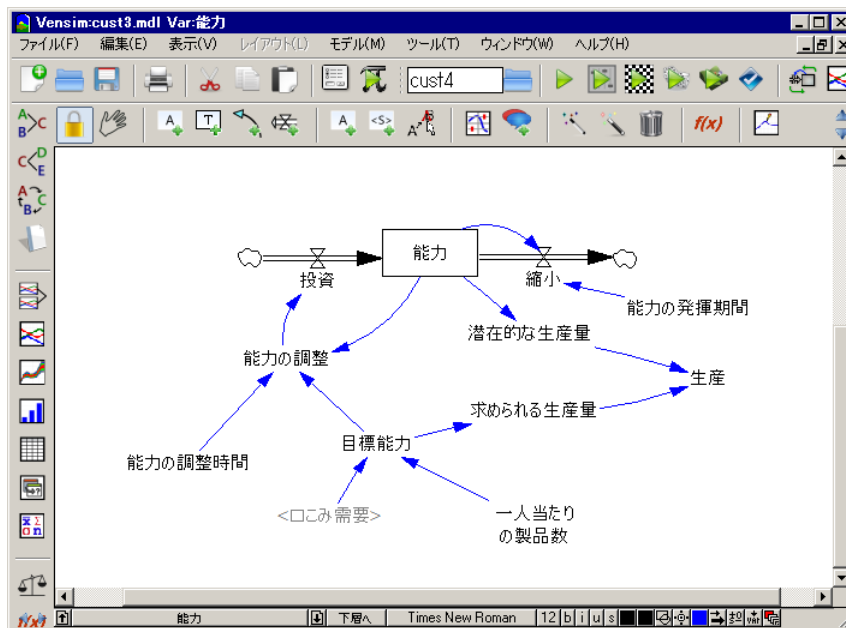 Vensim:cust3.mdl Var:能力
ファイル(F) 編集(E) 表示(V) レイアウト(L) モデル(M) ツール(T) ウィンドウ(W) ヘルプ(H)
cust4
f(x)
能力
投資
縮小
能力の発揮期間
潜在的な生産量
能力の調整
生産
求められる生産量
目標能力
能力の調整時間
<口こみ需要>
一人当たり
の製品数
能力 下層へ Times New Roman 12 b i u s